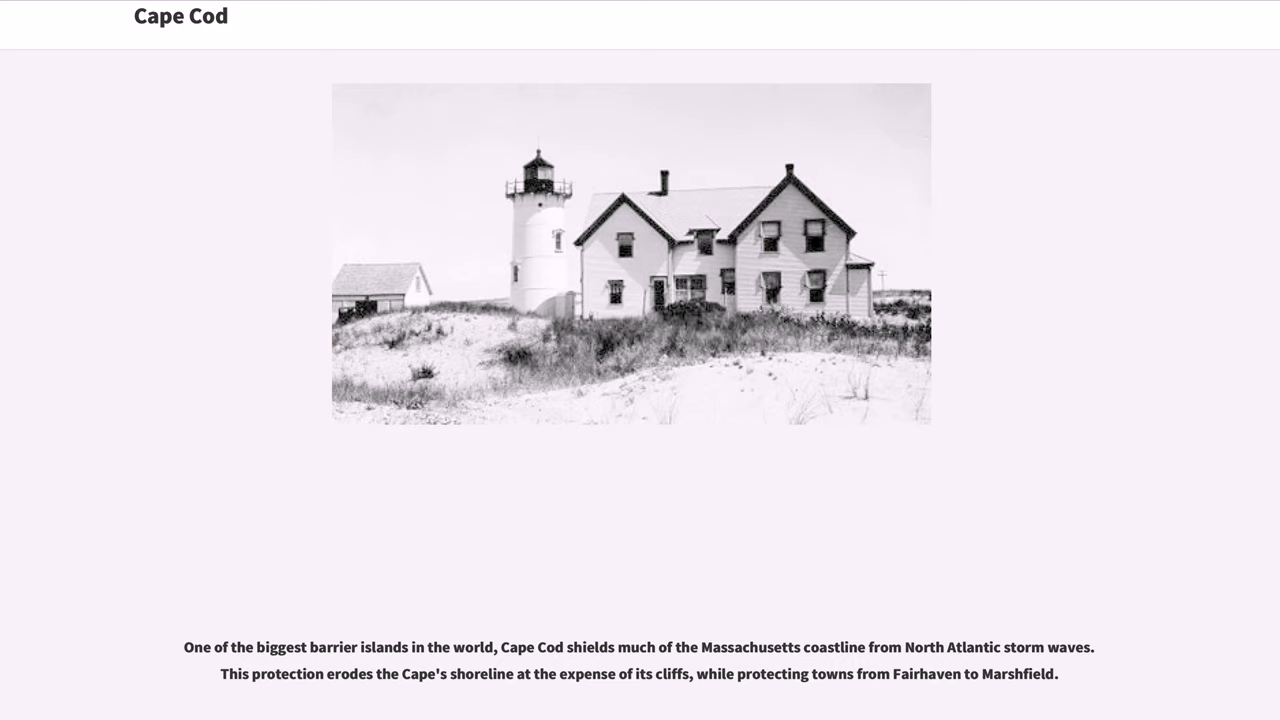 Cape Cod
One of the biggest barrier islands in the world, Cape Cod shields much of the Massachusetts coastline from North Atlantic storm waves.
This protection erodes the Cape's shoreline at the expense of its cliffs, while protecting towns from Fairhaven to Marshfield.